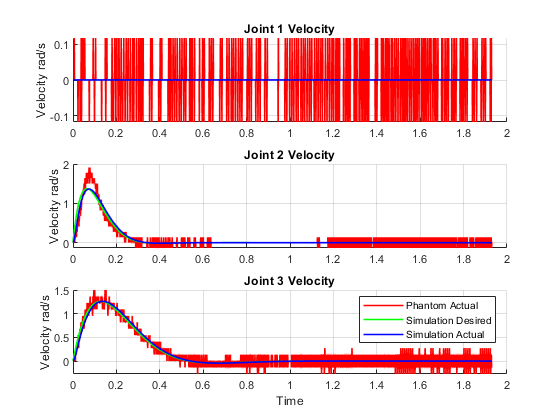 Joint 1 Velocity
Velocity rad/s
0.1
0
-0.1
0 0.2 0.4 0.6 0.8 1 1.2 1.4 1.6 1.8 2
Joint 2 Velocity
Velocity rad/s
2
1
0
0 0.2 0.4 0.6 0.8 1 1.2 1.4 1.6 1.8 2
Joint 3 Velocity
Velocity rad/s
1.5
1
0.5
0
Phantom Actual
Simulation Desired
Simulation Actual
0 0.2 0.4 0.6 0.8 1 1.2 1.4 1.6 1.8 2
Time